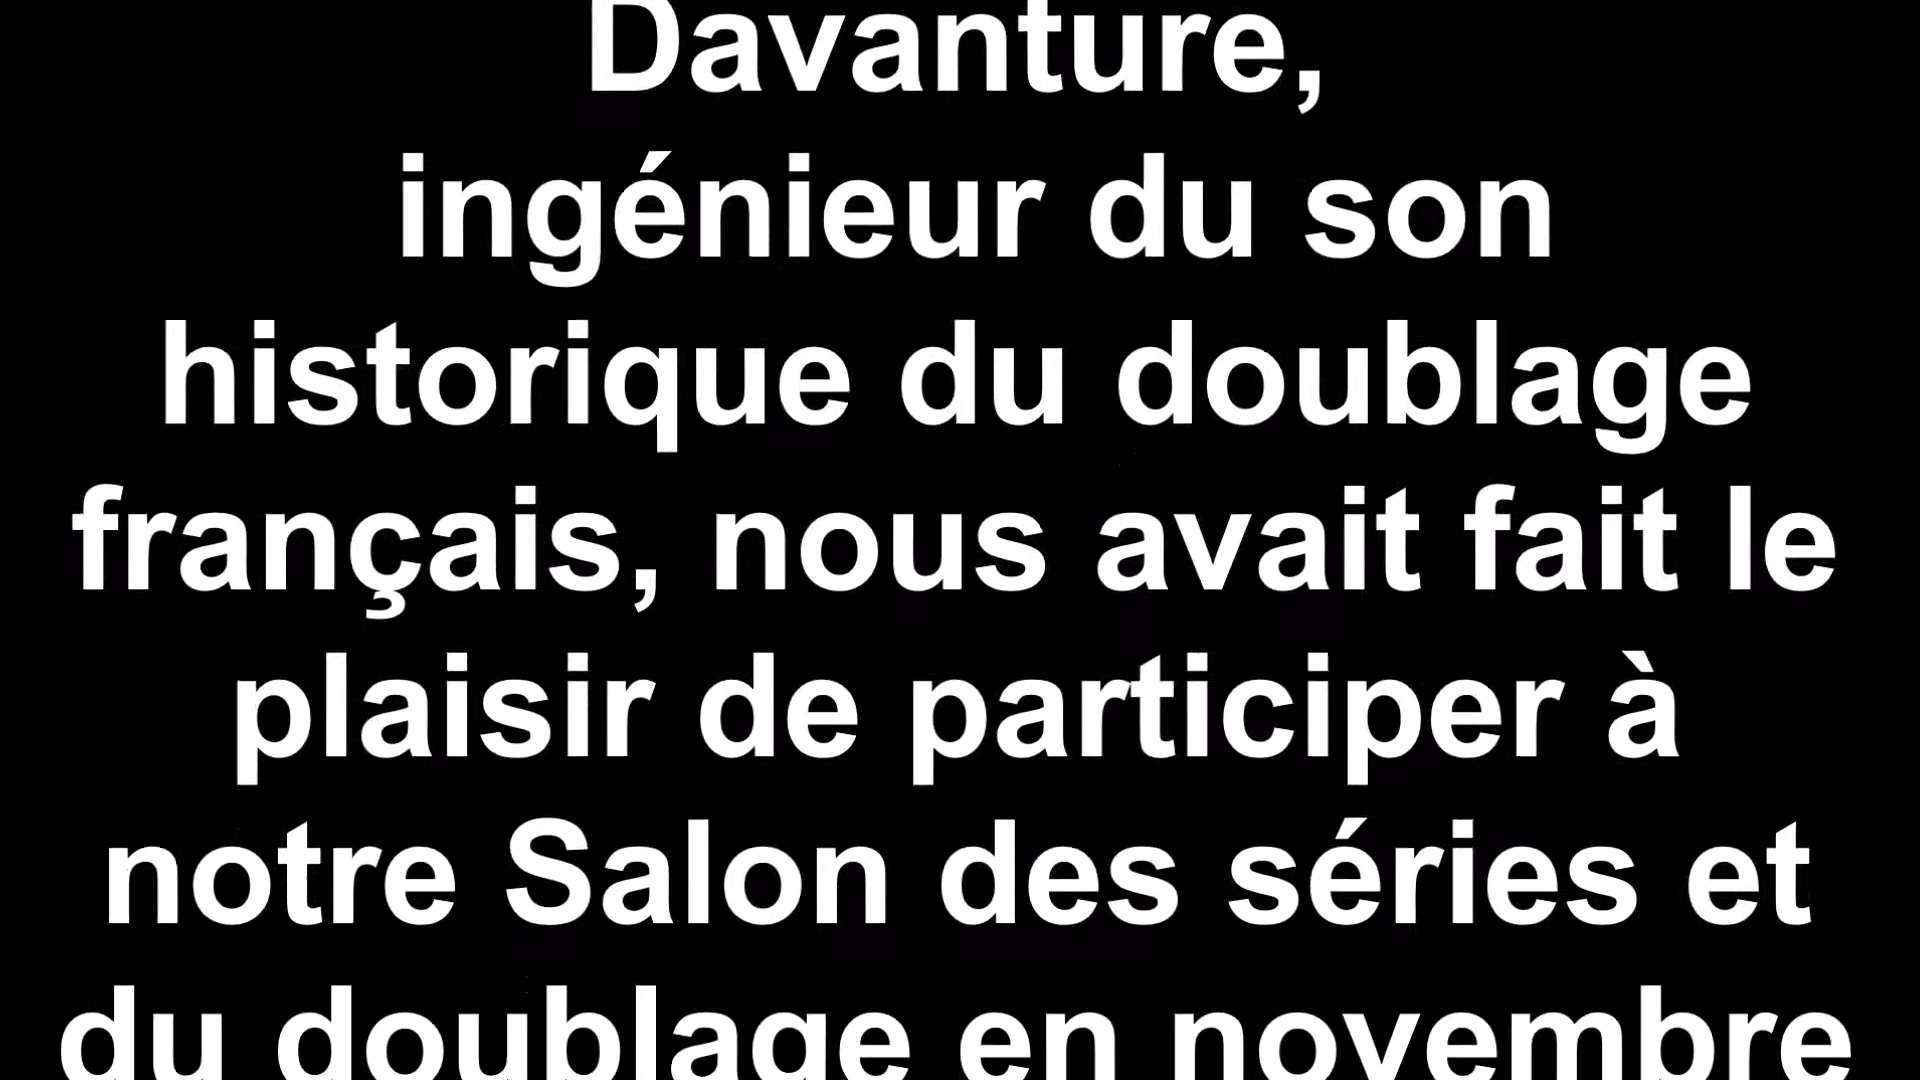 Davanture,
ingénieur du son
historique du doublage
français, nous avait fait le
plaisir de participer à
notre Salon des séries et
du doublage en novembre